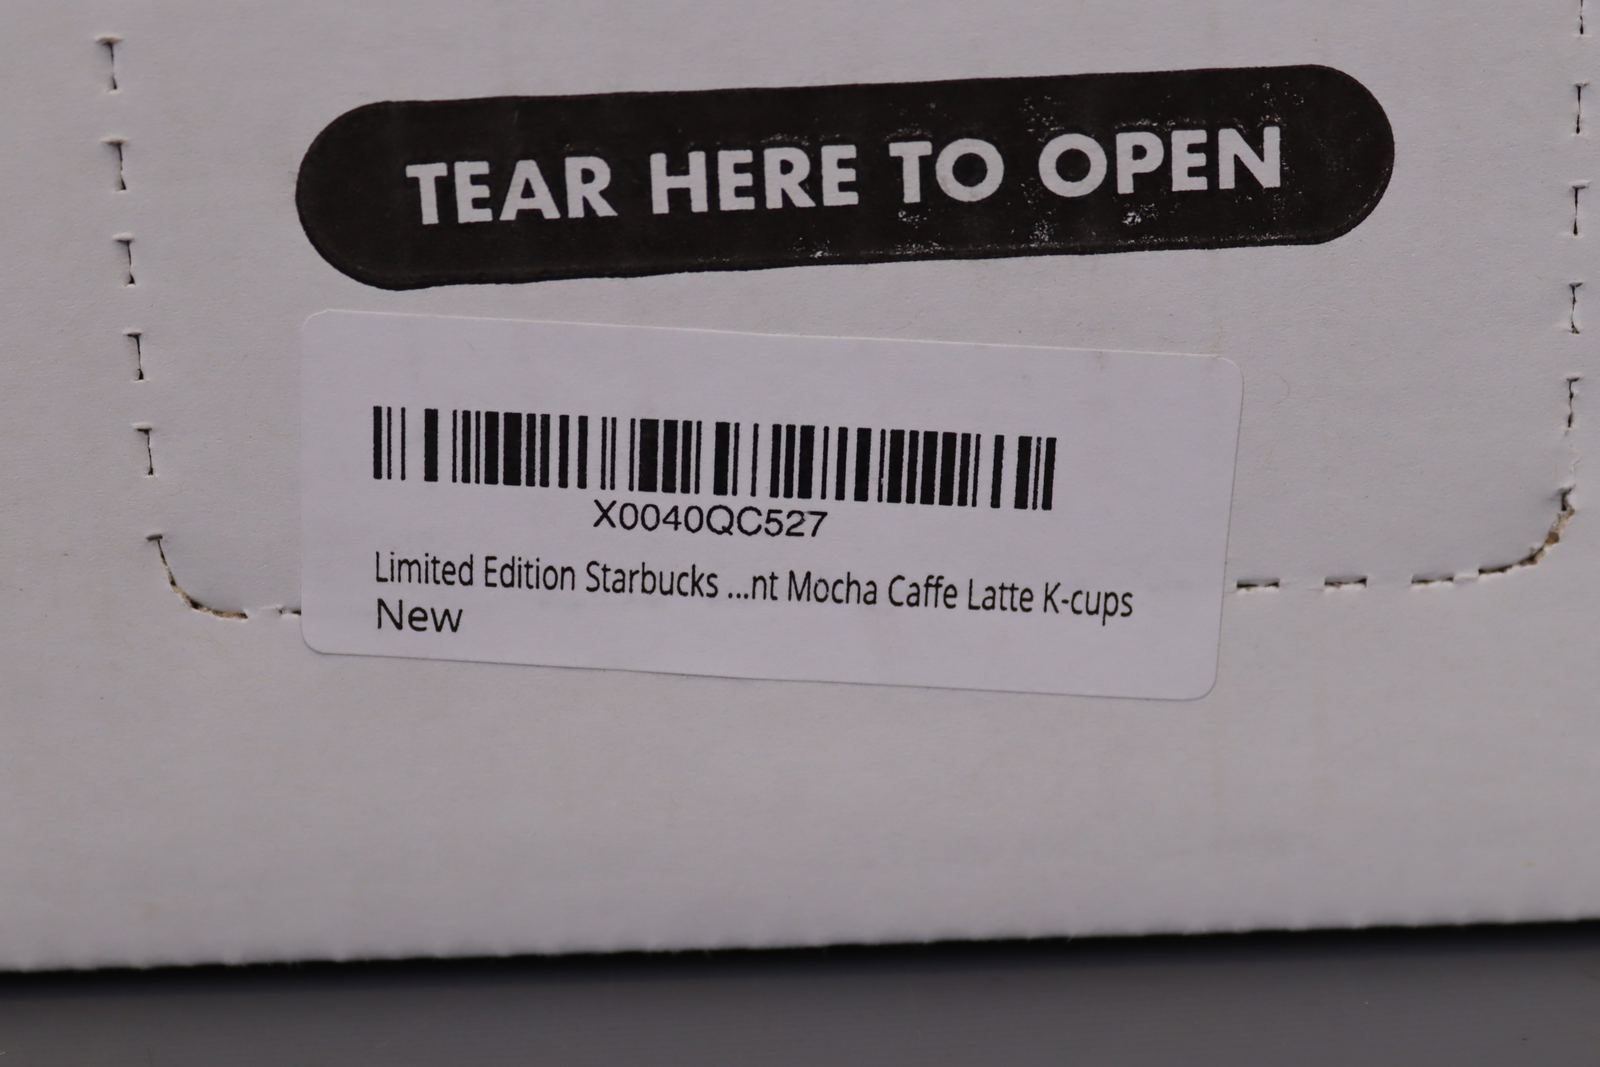 TEAR HERE TO OPEN
X0040QC527
Limited Edition Starbucks ...nt Mocha Caffe Latte K-cups
New